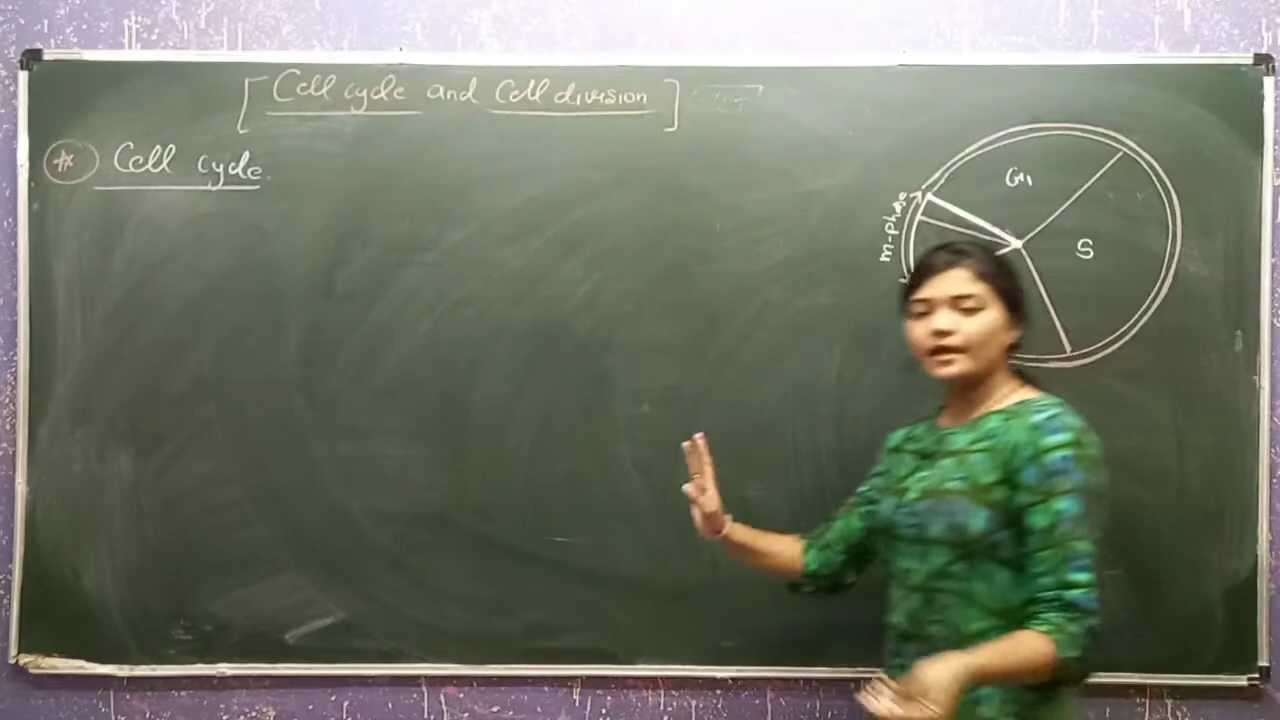 [Cell cycle and Cell division]
* Cell cycle.
G1
S
m-phase